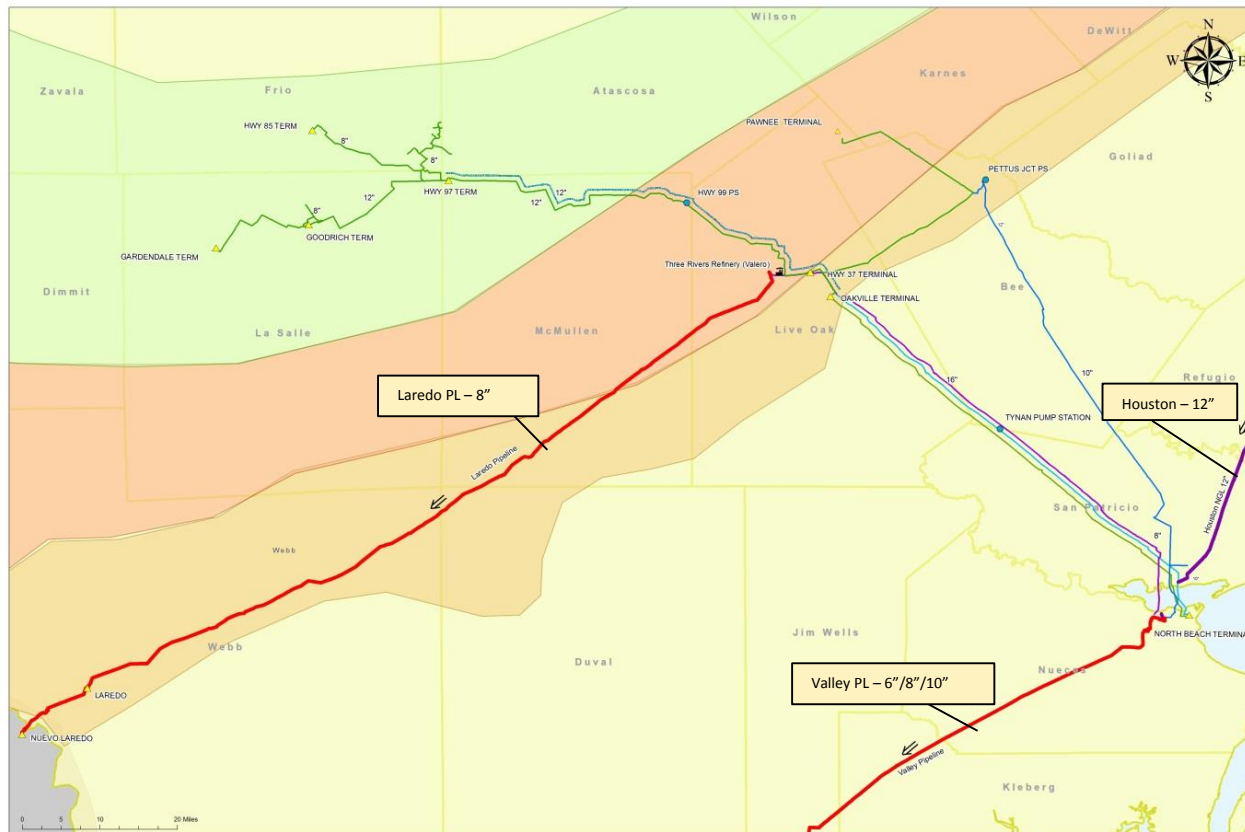 Wilson
DeWitt
N
W
E
S
Karnes
Zavala
Frio
Atascosa
HWY 85 TERM
8"
8"
PAWNEE TERMINAL
Goliad
PETTUS JCT PS
HWY 97 TERM
12"
12"
12"
HWY 99 PS
8"
GOODRICH TERM
GARDENDALE TERM
Three Rivers Refinery (Valero)
HWY 37 TERMINAL
Bee
Dimmit
OAKVILLE TERMINAL
La Salle
McMullen
Live Oak
10"
Refugio
16"
Laredo PL – 8"
Houston – 12"
TYNAN PUMP STATION
Laredo Pipeline
Houston NGL 12"
San Patricio
8"
Webb
Webb
Jim Wells
NORTH BEACH TERMINA
Duval
Nueces
Valley PL – 6"/8"/10"
LAREDO
NUEVO LAREDO
Valley Pipeline
Kleberg
0 5 10 20 Miles